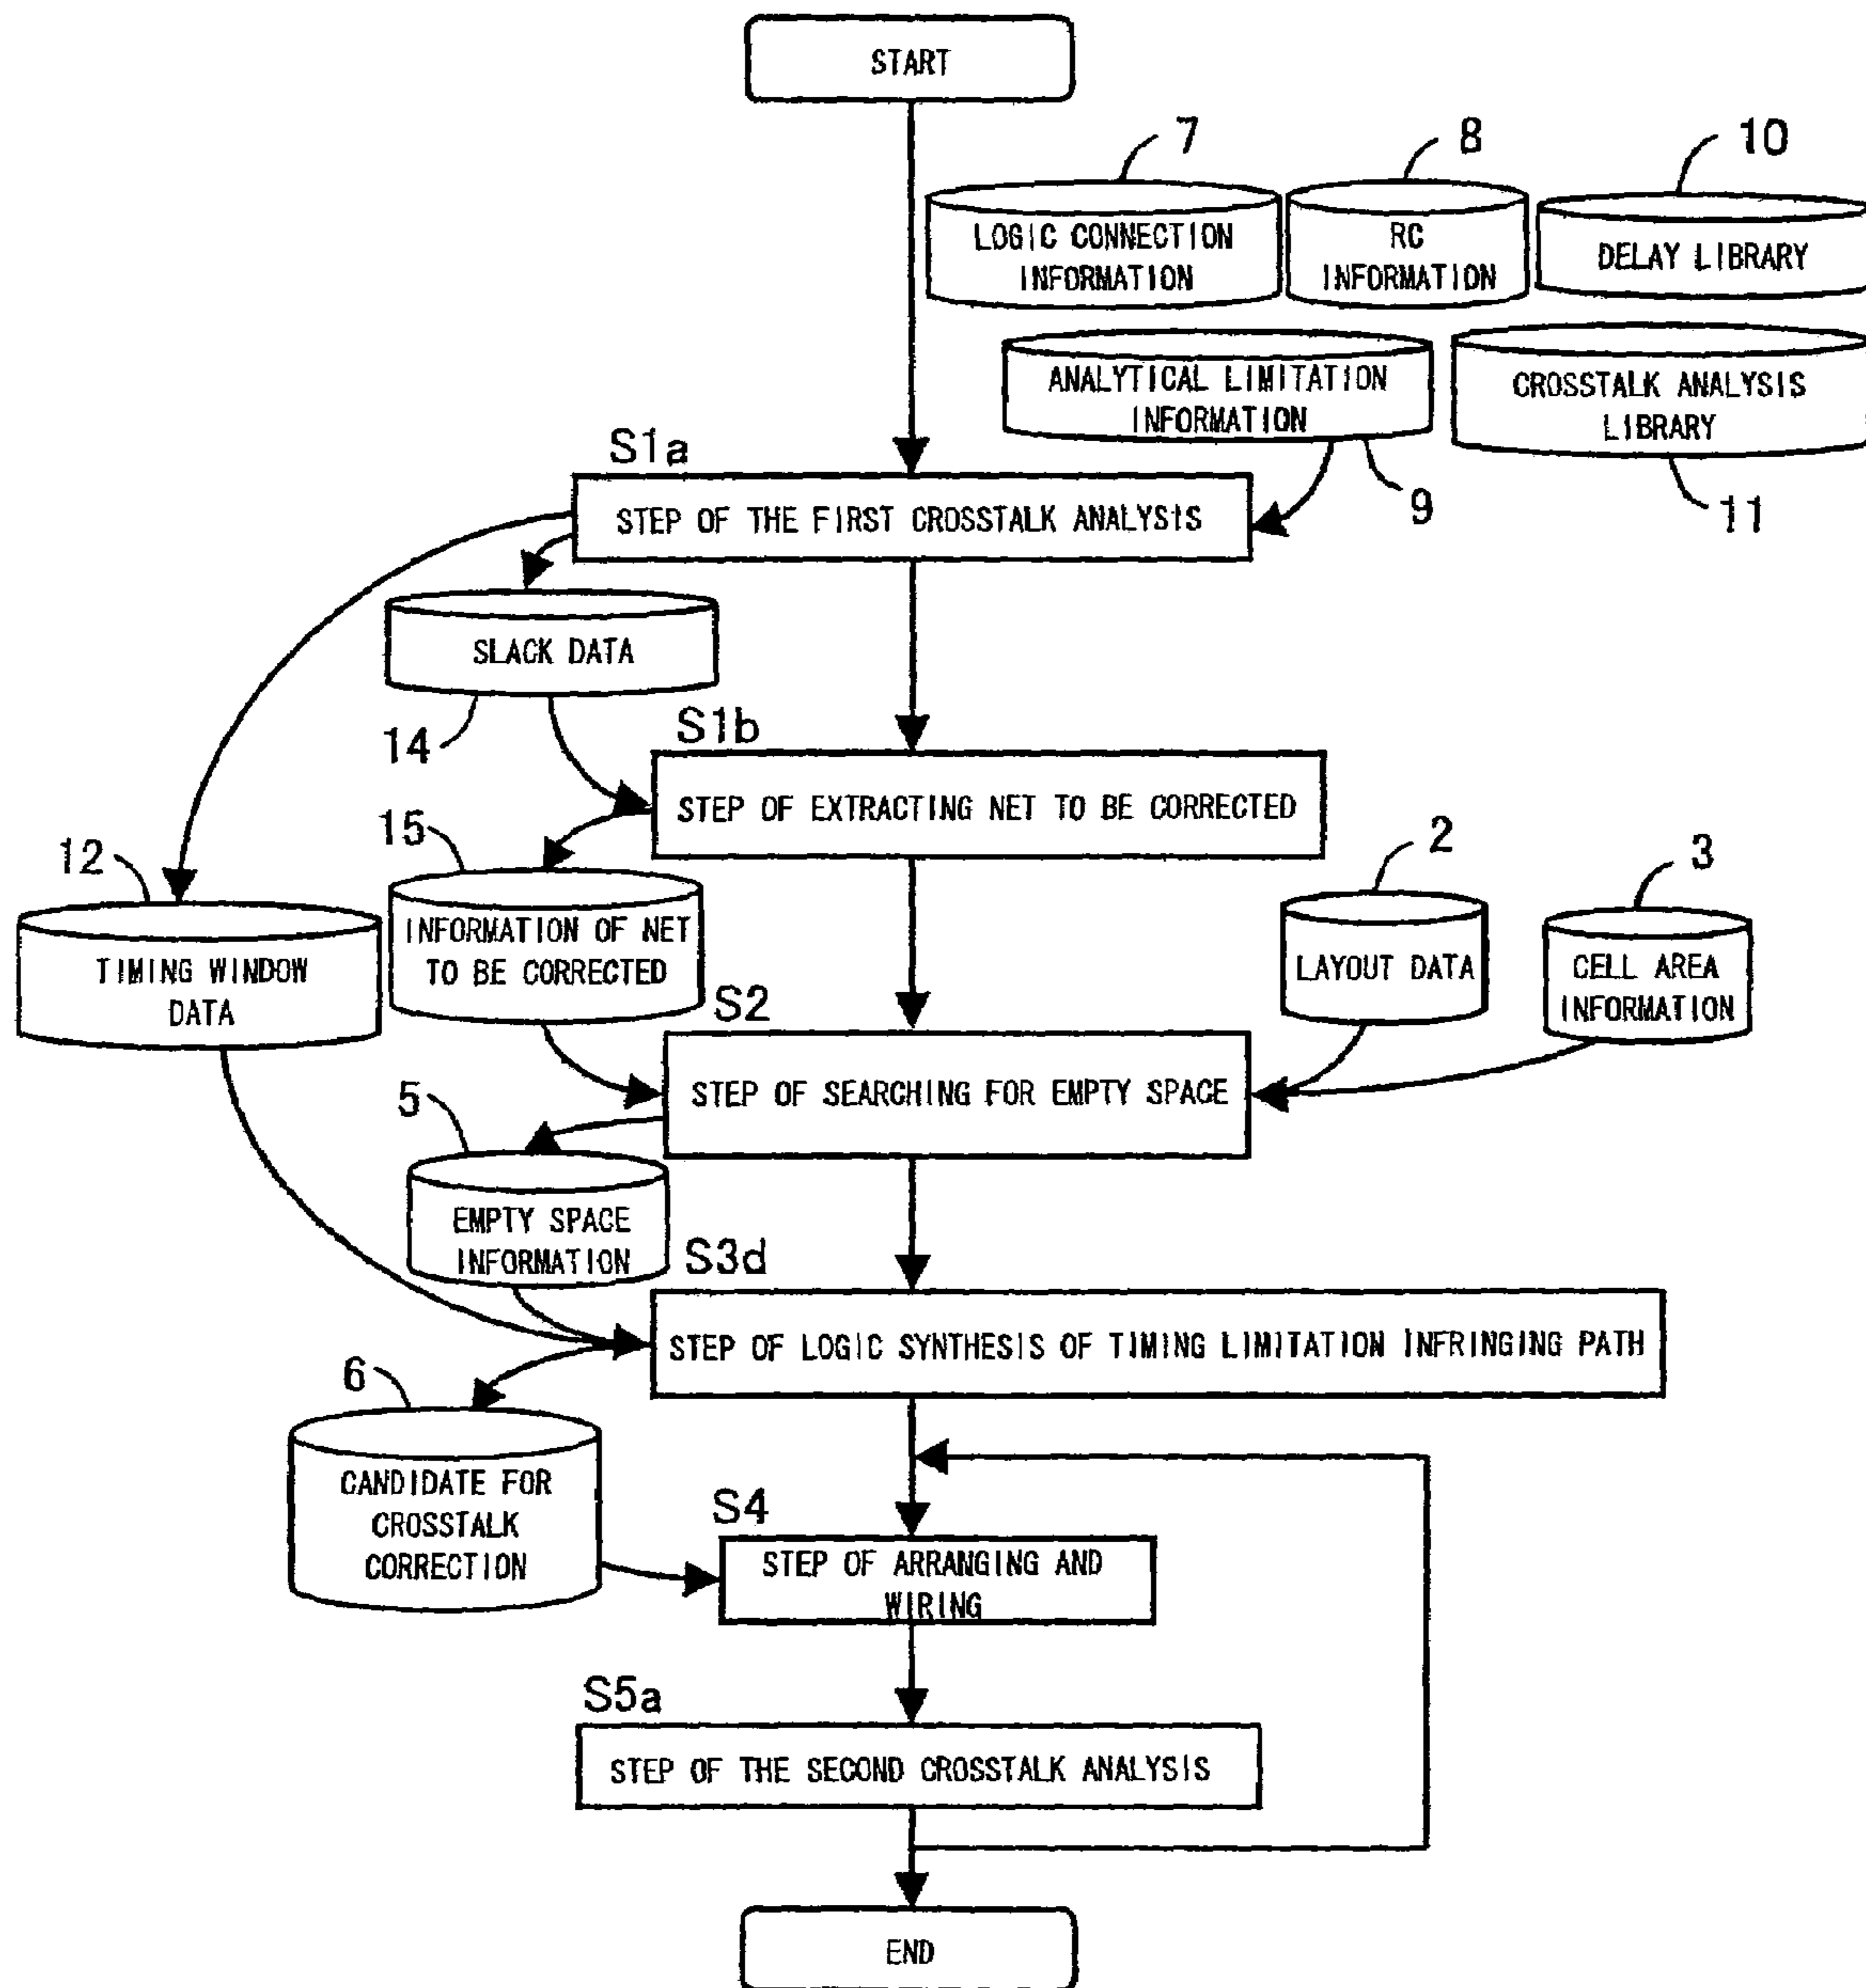 START
7
8
10
LOGIC CONNECTION
INFORMATION
RC
INFORMATION
DELAY LIBRARY
ANALYTICAL LIMITATION
INFORMATION
CROSSTALK ANALYSIS
LIBRARY
S1a
9
11
STEP OF THE FIRST CROSSTALK ANALYSIS
SLACK DATA
14
S1b
STEP OF EXTRACTING NET TO BE CORRECTED
15
12
2
3
INFORMATION OF NET
TO BE CORRECTED
TIMING WINDOW
DATA
LAYOUT DATA
CELL AREA
INFORMATION
S2
STEP OF SEARCHING FOR EMPTY SPACE
5
EMPTY SPACE
INFORMATION
S3d
STEP OF LOGIC SYNTHESIS OF TIMING LIMITATION INFRINGING PATH
6
CANDIDATE FOR
CROSSTALK
CORRECTION
S4
STEP OF ARRANGING AND
WIRING
S5a
STEP OF THE SECOND CROSSTALK ANALYSIS
END